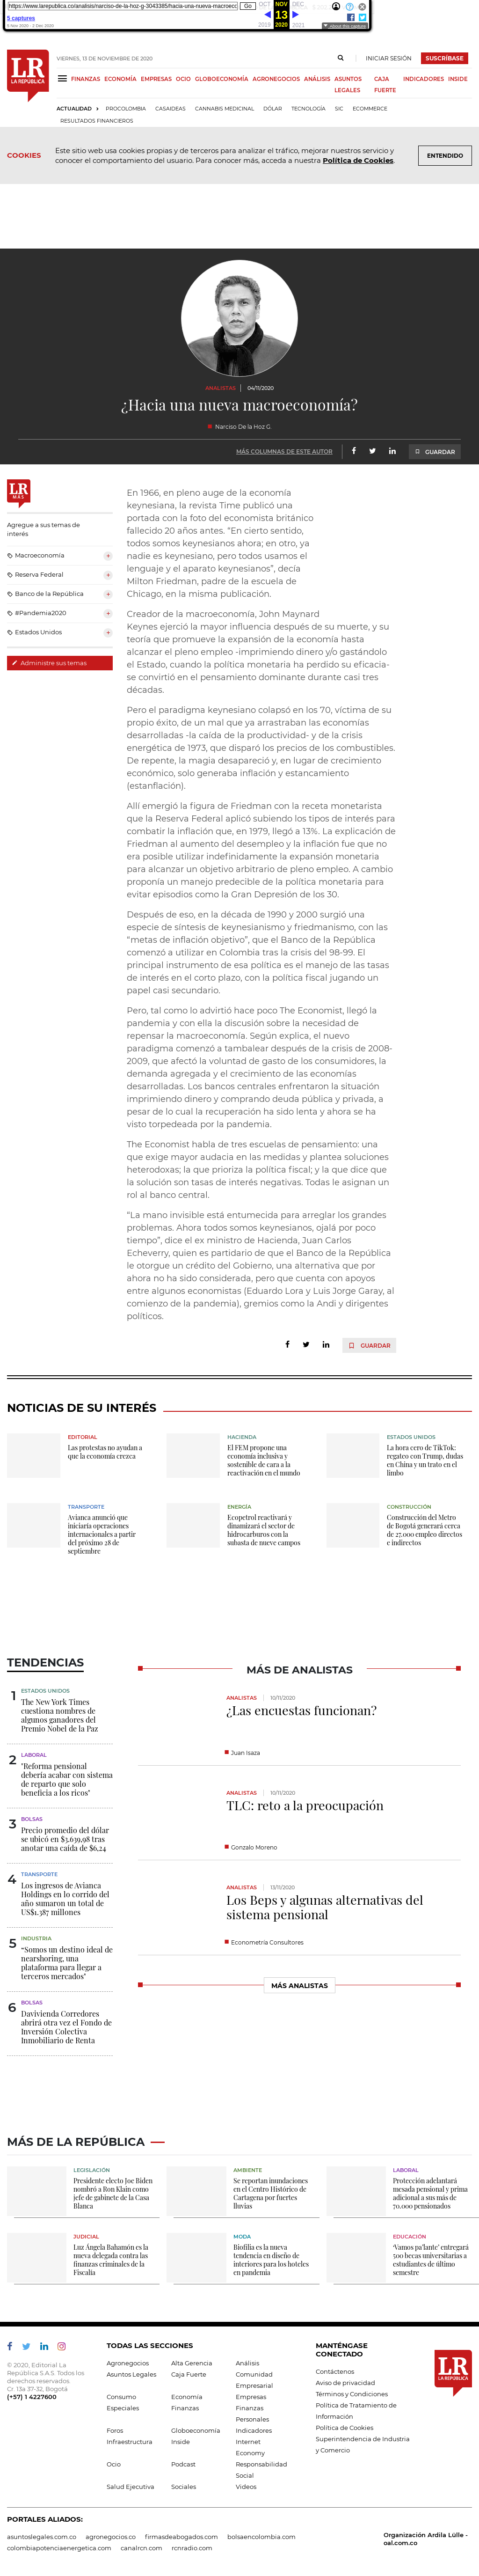 https://www.larepublica.co/analisis/narciso-de-la-hoz-g-3043385/hacia-una-nueva-macroeconc
Go
OCT NOV DEC
13
2019 2020 2021
5 captures
5 Nov 2020 - 2 Dec 2020
About this capture
LR
LA REPÚBLICA
VIERNES, 13 DE NOVIEMBRE DE 2020
INICIAR SESIÓN
SUSCRÍBASE
FINANZAS ECONOMÍA EMPRESAS OCIO GLOBOECONOMÍA AGRONEGOCIOS ANÁLISIS ASUNTOS LEGALES CAJA FUERTE INDICADORES INSIDE
ACTUALIDAD PROCOLOMBIA CASAIDEAS CANNABIS MEDICINAL DÓLAR TECNOLOGÍA SIC ECOMMERCE
RESULTADOS FINANCIEROS
COOKIES
Este sitio web usa cookies propias y de terceros para analizar el tráfico, mejorar nuestros servicio y
conocer el comportamiento del usuario. Para conocer más, acceda a nuestra Política de Cookies.
ENTENDIDO
ANALISTAS 04/11/2020
¿Hacia una nueva macroeconomía?
Narciso De la Hoz G.
MÁS COLUMNAS DE ESTE AUTOR
GUARDAR
LR
MÁS
Agregue a sus temas de
interés
Macroeconomía +
Reserva Federal +
Banco de la República +
#Pandemia2020 +
Estados Unidos +
Administre sus temas
En 1966, en pleno auge de la economía
keynesiana, la revista Time publicó una
portada con la foto del economista británico
fallecido 20 años antes. "En cierto sentido,
todos somos keynesianos ahora; en otro, ya
nadie es keynesiano, pero todos usamos el
lenguaje y el aparato keynesianos", decía
Milton Friedman, padre de la escuela de
Chicago, en la misma publicación.
Creador de la macroeconomía, John Maynard
Keynes ejerció la mayor influencia después de su muerte, y su
teoría que promueve la expansión de la economía hasta
alcanzar el pleno empleo -imprimiendo dinero y/o gastándolo
el Estado, cuando la política monetaria ha perdido su eficacia-
se convirtió en el pensamiento dominante durante casi tres
décadas.
Pero el paradigma keynesiano colapsó en los 70, víctima de su
propio éxito, de un mal que ya arrastraban las economías
desarrolladas -la caída de la productividad- y de la crisis
energética de 1973, que disparó los precios de los combustibles.
De repente, la magia desapareció, en lugar de crecimiento
económico, solo generaba inflación y estancamiento
(estanflación).
Allí emergió la figura de Friedman con la receta monetarista
que la Reserva Federal aplicó subiendo los tipos de interés para
combatir la inflación que, en 1979, llegó a 13%. La explicación de
Friedman al aumento del desempleo y la inflación fue que no
era posible utilizar indefinidamente la expansión monetaria
para alcanzar un objetivo arbitrario de desempleo. A cambio
proponía un manejo predecible de la política monetaria para
evitar episodios como la Gran Depresión de los 30.
Después de eso, en la década de 1990 y 2000 surgió una
especie de síntesis de keynesianismo y friedmanismo, con las
"metas de inflación objetivo", que el Banco de la República
comenzó a utilizar en Colombia tras la crisis del 98-99. El
principal instrumento de esa política es el manejo de las tasas
de interés en el corto plazo, con la política fiscal jugando un
papel casi secundario.
Pero, tal como lo advirtió hace poco The Economist, llegó la
pandemia y con ella la discusión sobre la necesidad de
repensar la macroeconomía. Según explica, el nuevo
paradigma comenzó a tambalear después de la crisis de 2008-
2009, que afectó la voluntad de gasto de los consumidores, la
demanda agregada y el crecimiento de las economías
desarrolladas. Los bancos centrales intentaban frenar el
colapso imprimiendo dinero y comprando deuda pública y privada, a
pesar de lo cual la recuperación ha sido lenta y ahora se ha
visto torpedeada por la pandemia.
The Economist habla de tres escuelas de pensamiento: una
que exige mayor audacia en las medidas y plantea soluciones
heterodoxas; la que prioriza la política fiscal; y la que dice que
la solución son tasas de interés negativas. Todas le asignan un
rol al banco central.
"La mano invisible está entumecida para arreglar los grandes
problemas. Ahora todos somos keynesianos, ojalá por poco
tiempo", dice el ex ministro de Hacienda, Juan Carlos
Echeverry, quien es partidario de que el Banco de la República
le otorgue un crédito del Gobierno, una alternativa que por
ahora no ha sido considerada, pero que cuenta con apoyos
entre economistas (Eduardo Lora y Luis Jorge Garay, al
comienzo de la pandemia), gremios como la Andi y dirigentes
políticos.
GUARDAR
NOTICIAS DE SU INTERÉS
EDITORIAL
Las protestas no ayudan a
que la economía crezca
HACIENDA
El FEM propone una
economía inclusiva y
sostenible de cara a la
reactivación en el mundo
ESTADOS UNIDOS
La hora cero de TikTok:
regateo con Trump, dudas
en China y un trato en el
limbo
TRANSPORTE
Avianca anunció que
iniciaría operaciones
internacionales a partir
del próximo 28 de
septiembre
ENERGÍA
Ecopetrol reactivará y
dinamizará el sector de
hidrocarburos con la
subasta de nueve campos
CONSTRUCCIÓN
Construcción del Metro
de Bogotá generará cerca
de 27.000 empleo directos
e indirectos
TENDENCIAS
1 ESTADOS UNIDOS
The New York Times
cuestiona nombres de
algunos ganadores del
Premio Nobel de la Paz
2 LABORAL
"Reforma pensional
debería acabar con sistema
de reparto que solo
beneficia a los ricos"
3 BOLSAS
Precio promedio del dólar
se ubicó en $3.639,98 tras
anotar una caída de $6,24
4 TRANSPORTE
Los ingresos de Avianca
Holdings en lo corrido del
año sumaron un total de
US$1.387 millones
5 INDUSTRIA
"Somos un destino ideal de
nearshoring, una
plataforma para llegar a
terceros mercados"
6 BOLSAS
Davivienda Corredores
abrirá otra vez el Fondo de
Inversión Colectiva
Inmobiliario de Renta
MÁS DE ANALISTAS
ANALISTAS 10/11/2020
¿Las encuestas funcionan?
Juan Isaza
ANALISTAS 10/11/2020
TLC: reto a la preocupación
Gonzalo Moreno
ANALISTAS 13/11/2020
Los Beps y algunas alternativas del
sistema pensional
Econometría Consultores
MÁS ANALISTAS
MÁS DE LA REPÚBLICA
LEGISLACIÓN
Presidente electo Joe Biden
nombró a Ron Klain como
jefe de gabinete de la Casa
Blanca
AMBIENTE
Se reportan inundaciones
en el Centro Histórico de
Cartagena por fuertes
lluvias
LABORAL
Protección adelantará
mesada pensional y prima
adicional a sus más de
70.000 pensionados
JUDICIAL
Luz Ángela Bahamón es la
nueva delegada contra las
finanzas criminales de la
Fiscalía
MODA
Biofilia es la nueva
tendencia en diseño de
interiores para los hoteles
en pandemia
EDUCACIÓN
'Vamos pa'lante' entregará
500 becas universitarias a
estudiantes de último
semestre
© 2020, Editorial La
República S.A.S. Todos los
derechos reservados.
Cr. 13a 37-32, Bogotá
(+57) 1 4227600
TODAS LAS SECCIONES
Agronegocios Alta Gerencia Análisis
Asuntos Legales Caja Fuerte Comunidad
Empresarial
Consumo Economía Empresas
Especiales Finanzas Finanzas
Personales
Foros Globoeconomía Indicadores
Infraestructura Inside Internet
Economy
Ocio Podcast Responsabilidad
Social
Salud Ejecutiva Sociales Videos
MANTÉNGASE
CONECTADO
Contáctenos
Aviso de privacidad
Términos y Condiciones
Política de Tratamiento de
Información
Política de Cookies
Superintendencia de Industria
y Comercio
LR
LA REPÚBLICA
PORTALES ALIADOS:
asuntoslegales.com.co agronegocios.co firmasdeabogados.com bolsaencolombia.com
colombiapotenciaenergetica.com canalrcn.com rcnradio.com
Organización Ardila Lülle -
oal.com.co